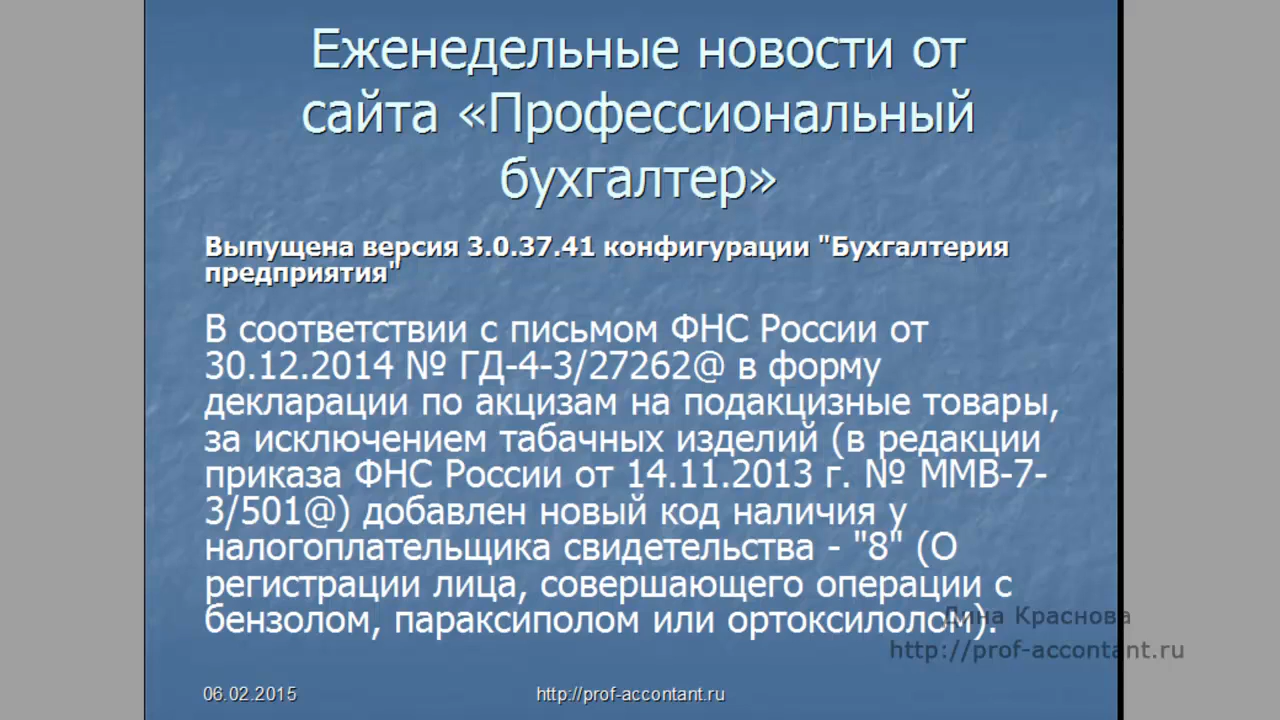 Еженедельные новости от
сайта «Профессиональный
бухгалтер»
Выпущена версия 3.0.37.41 конфигурации "Бухгалтерия
предприятия"
В соответствии с письмом ФНС России от
30.12.2014 № ГД-4-3/27262@ в форму
декларации по акцизам на подакцизные товары,
за исключением табачных изделий (в редакции
приказа ФНС России от 14.11.2013 г. № ММВ-7-
3/501@) добавлен новый код наличия у
налогоплательщика свидетельства - "8" (О
регистрации лица, совершающего операции с
бензолом, параксиполом или ортоксилолом).
Дина Краснова
http://prof-accontant.ru
06.02.2015
http://prof-accontant.ru